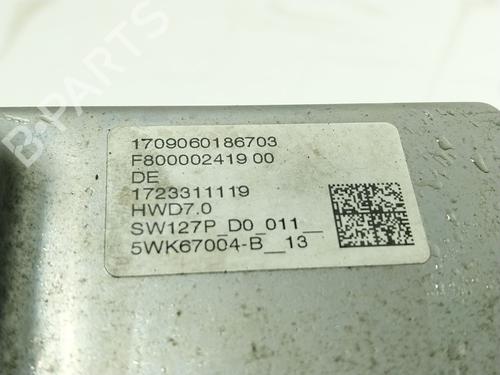 1709060186703
F800002419 00
DE
1723311119
HWD7.0
SW127P_D0_011__
5WK67004-B__13
B-PARTS